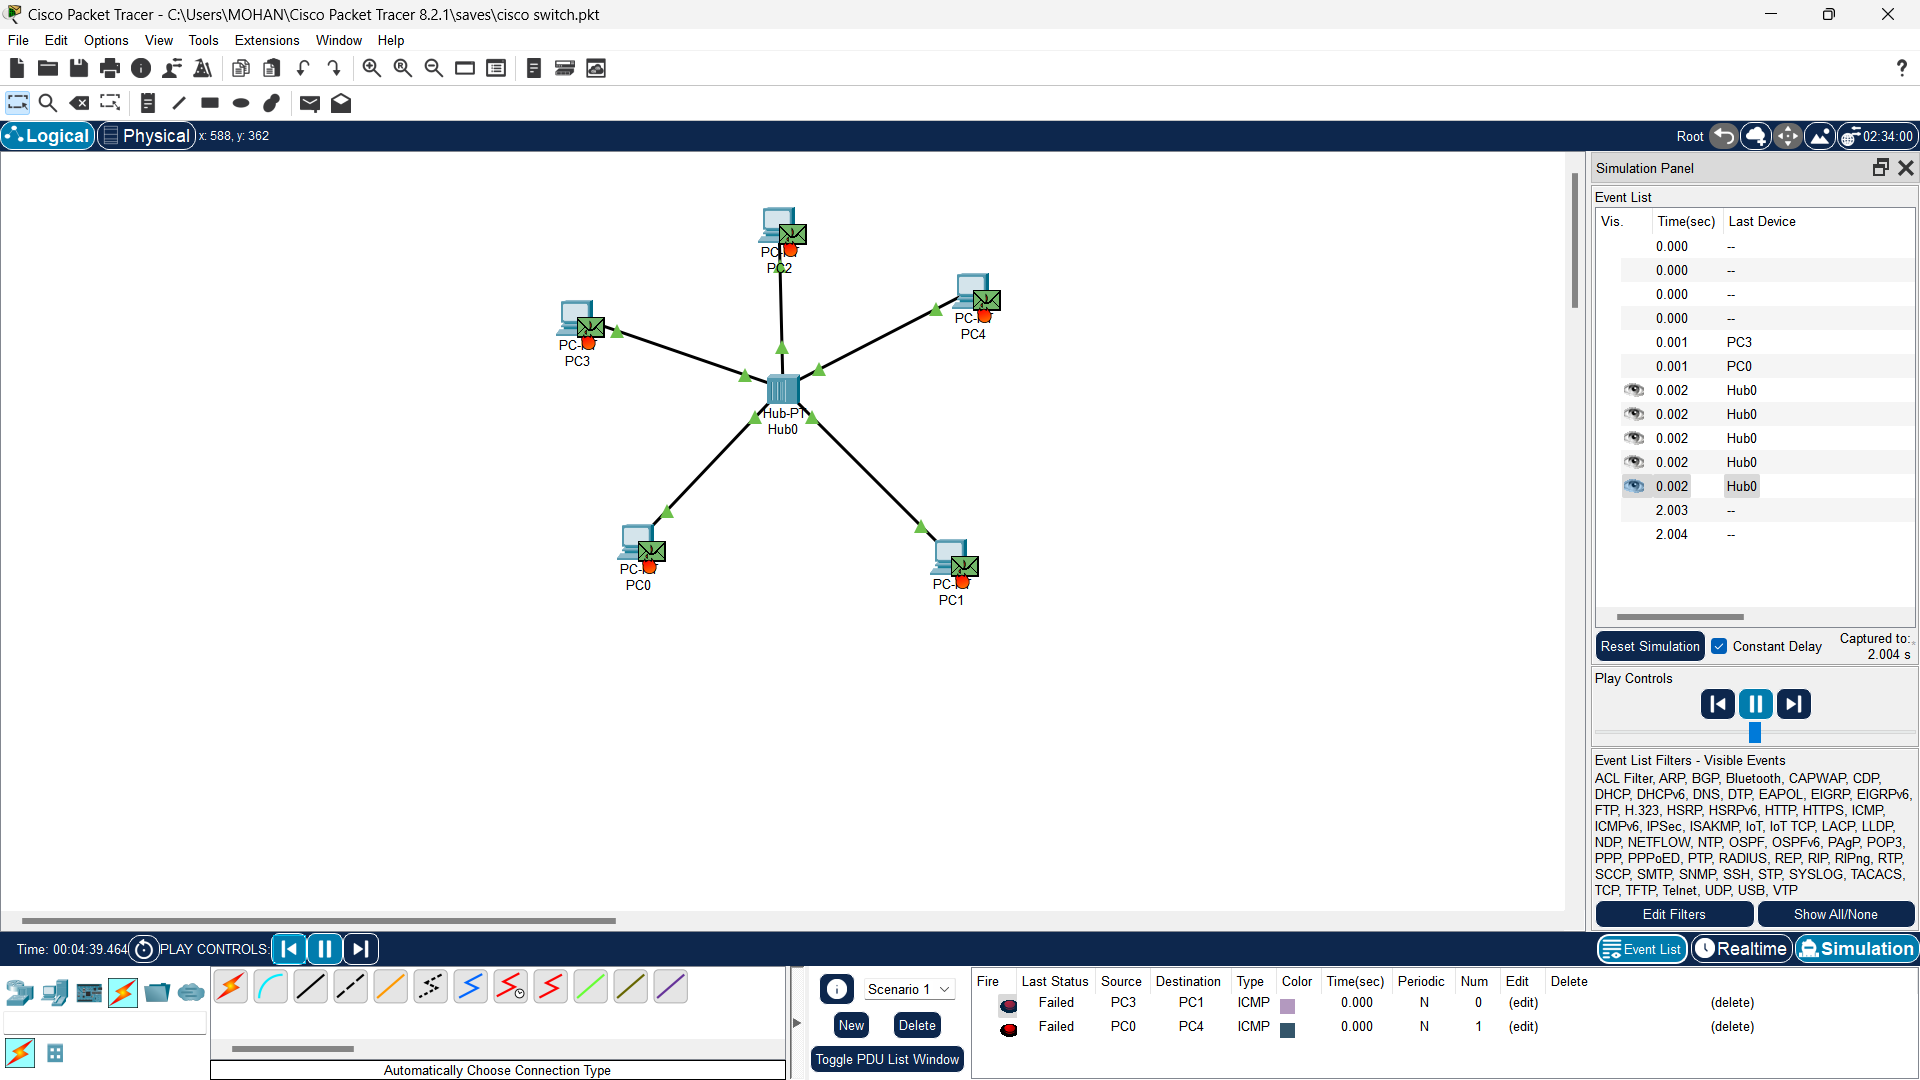 Cisco Packet Tracer - C:\Users\MOHAN\Cisco Packet Tracer 8.2.1\saves\cisco switch.pkt
File Edit Options View Tools Extensions Window Help
?
Logical Physical x: 588, y: 362 Root 02:34:00
Simulation Panel
Event List
Vis. Time(sec) Last Device
0.000 --
0.000 --
0.000 --
0.000 --
0.001 PC3
0.001 PC0
0.002 Hub0
0.002 Hub0
0.002 Hub0
0.002 Hub0
0.002 Hub0
2.003 --
2.004 --
PC2
PC4
PC3
Hub-PT
Hub0
PC0
PC1
Reset Simulation Constant Delay Captured to:
2.004 s
Play Controls
Event List Filters - Visible Events
ACL Filter, ARP, BGP, Bluetooth, CAPWAP, CDP,
DHCP, DHCPv6, DNS, DTP, EAPOL, EIGRP, EIGRPv6,
FTP, H.323, HSRP, HSRPv6, HTTP, HTTPS, ICMP,
ICMPv6, IPSec, ISAKMP, IoT, IoT TCP, LACP, LLDP,
NDP, NETFLOW, NTP, OSPF, OSPFv6, PAgP, POP3,
PPP, PPPoED, PTP, RADIUS, REP, RIP, RIPng, RTP,
SCCP, SMTP, SNMP, SSH, STP, SYSLOG, TACACS,
TCP, TFTP, Telnet, UDP, USB, VTP
Edit Filters Show All/None
Time: 00:04:39.464 PLAY CONTROLS: Event List Realtime Simulation
Automatically Choose Connection Type
Scenario 1
New Delete
Toggle PDU List Window
Fire Last Status Source Destination Type Color Time(sec) Periodic Num Edit Delete
Failed PC3 PC1 ICMP 0.000 N 0 (edit) (delete)
Failed PC0 PC4 ICMP 0.000 N 1 (edit) (delete)